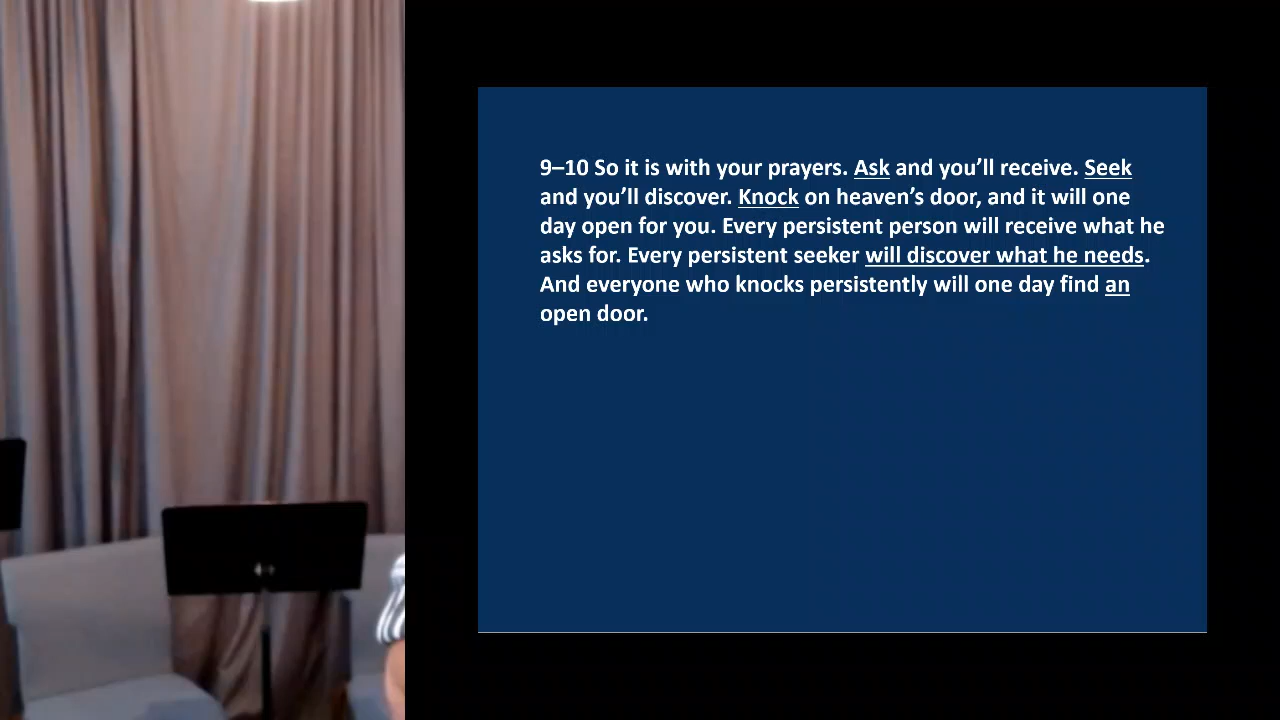 9–10 So it is with your prayers. Ask and you’ll receive. Seek
and you’ll discover. Knock on heaven’s door, and it will one
day open for you. Every persistent person will receive what he
asks for. Every persistent seeker will discover what he needs.
And everyone who knocks persistently will one day find an
open door.